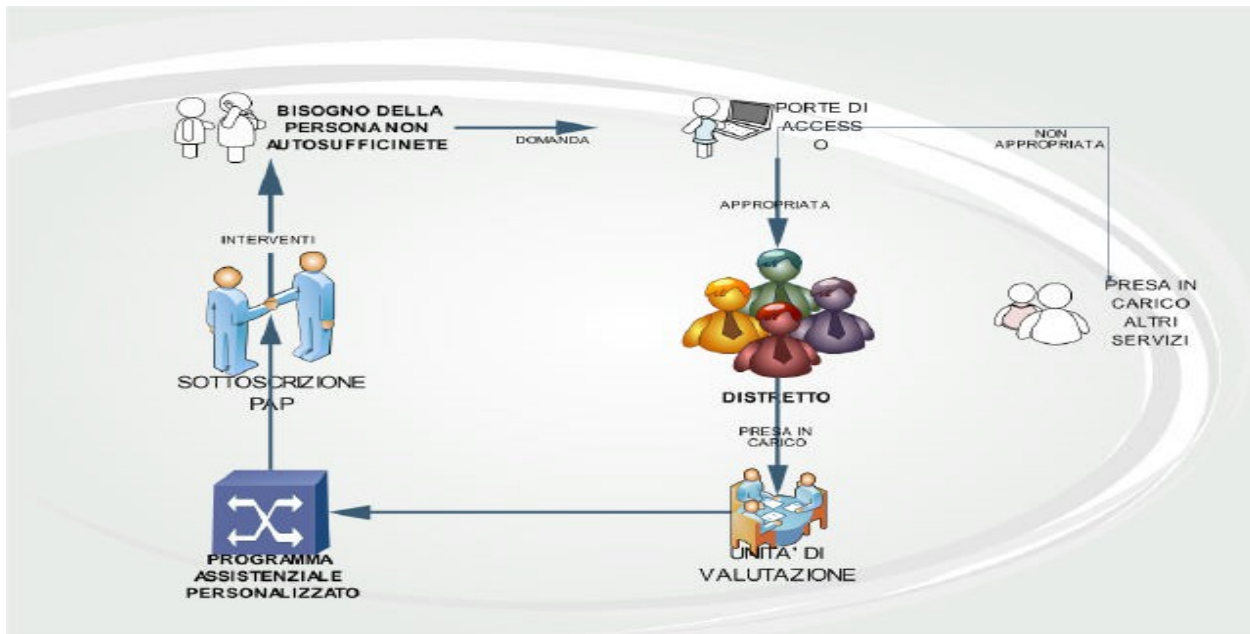 BISOGNO DELLA
PERSONA NON
AUTOSUFFICINETE
DOMANDA
PORTE DI
ACCESS
O
NON
APPROPRIATA
APPROPRIATA
INTERVENTI
PRESA IN
CARICO
ALTRI
SERVIZI
SOTTOSCRIZIONE
PAP
DISTRETTO
PRESA IN
CARICO
UNITA' DI
VALUTAZIONE
PROGRAMMA
ASSISTENZIALE
PERSONALIZZATO